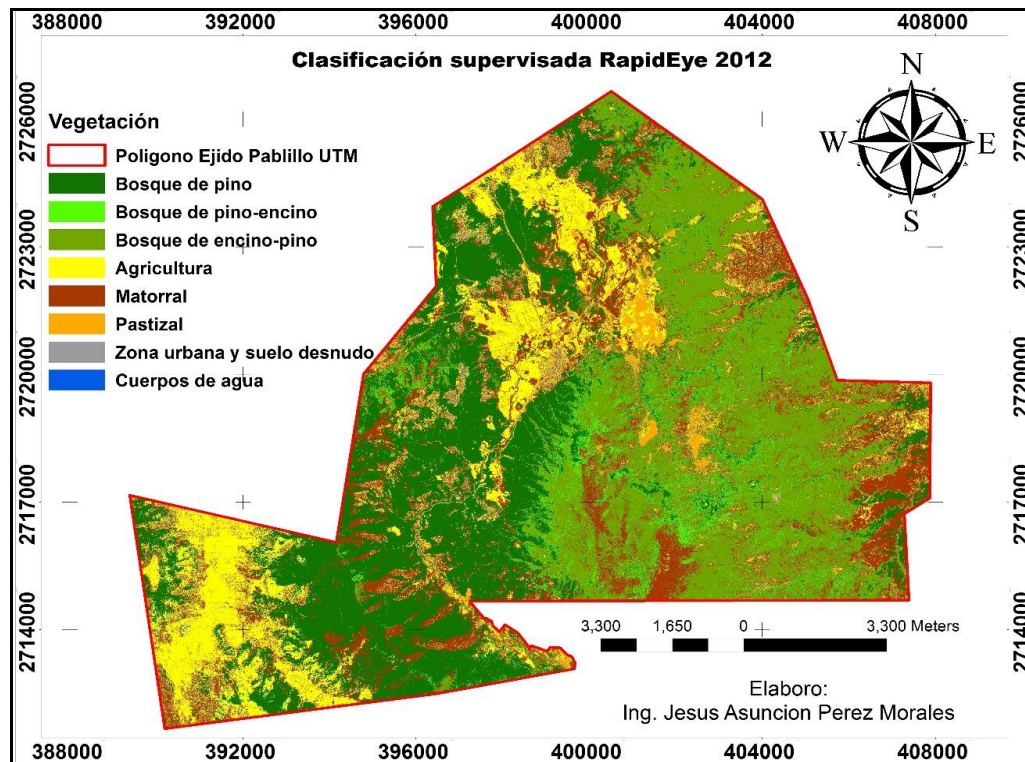 388000 392000 396000 400000 404000 408000
Clasificación supervisada RapidEye 2012
N
W E
S
Vegetación
Poligono Ejido Pablillo UTM
Bosque de pino
Bosque de pino-encino
Bosque de encino-pino
Agricultura
Matorral
Pastizal
Zona urbana y suelo desnudo
Cuerpos de agua
2726000
2723000
2720000
2717000
2714000
2726000
2723000
2720000
2717000
2714000
3,300 1,650 0 3,300 Meters
Elaboro:
Ing. Jesus Asuncion Perez Morales
388000 392000 396000 400000 404000 408000